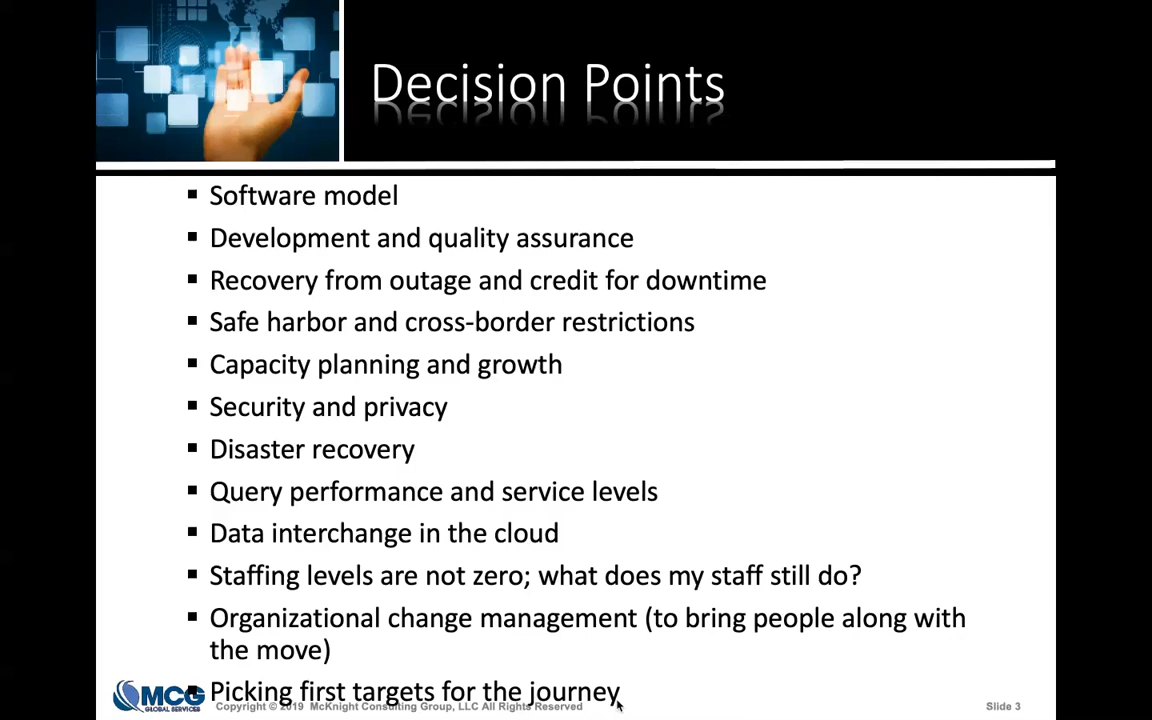 Decision Points
▪ Software model
▪ Development and quality assurance
▪ Recovery from outage and credit for downtime
▪ Safe harbor and cross-border restrictions
▪ Capacity planning and growth
▪ Security and privacy
▪ Disaster recovery
▪ Query performance and service levels
▪ Data interchange in the cloud
▪ Staffing levels are not zero; what does my staff still do?
▪ Organizational change management (to bring people along with
the move)
▪ Picking first targets for the journey
MCG
GLOBAL SERVICES
Copyright © 2019 McKnight Consulting Group, LLC All Rights Reserved
Slide 3